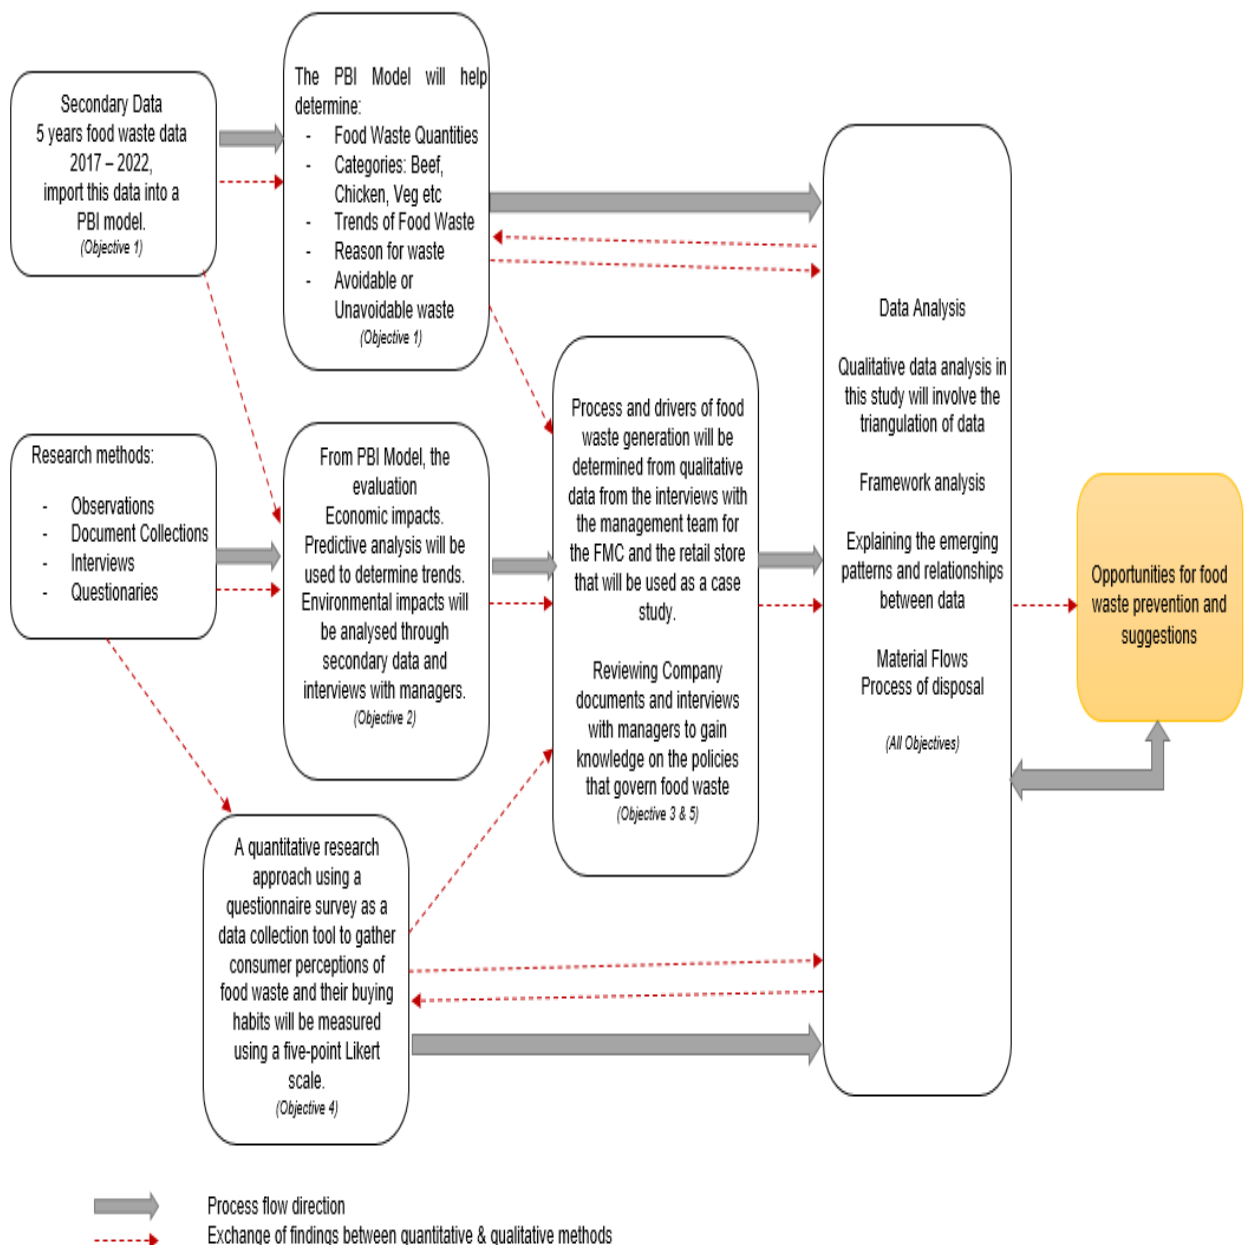 Secondary Data
5 years food waste data
2017 – 2022,
import this data into a
PBI model.
(Objective 1)
The PBI Model will help
determine:
- Food Waste Quantities
- Categories: Beef,
Chicken, Veg etc
- Trends of Food Waste
- Reason for waste
- Avoidable or
Unavoidable waste
(Objective 1)
Research methods:
- Observations
- Document Collections
- Interviews
- Questionaries
From PBI Model, the
evaluation
Economic impacts.
Predictive analysis will be
used to determine trends.
Environmental impacts will
be analysed through
secondary data and
interviews with managers.
(Objective 2)
A quantitative research
approach using a
questionnaire survey as a
data collection tool to gather
consumer perceptions of
food waste and their buying
habits will be measured
using a five-point Likert
scale.
(Objective 4)
Process and drivers of food
waste generation will be
determined from qualitative
data from the interviews with
the management team for
the FMC and the retail store
that will be used as a case
study.
Reviewing Company
documents and interviews
with managers to gain
knowledge on the policies
that govern food waste
(Objective 3 & 5)
Data Analysis
Qualitative data analysis in
this study will involve the
triangulation of data
Framework analysis
Explaining the emerging
patterns and relationships
between data
Material Flows
Process of disposal
(All Objectives)
Opportunities for food
waste prevention and
suggestions
Process flow direction
Exchange of findings between quantitative & qualitative methods